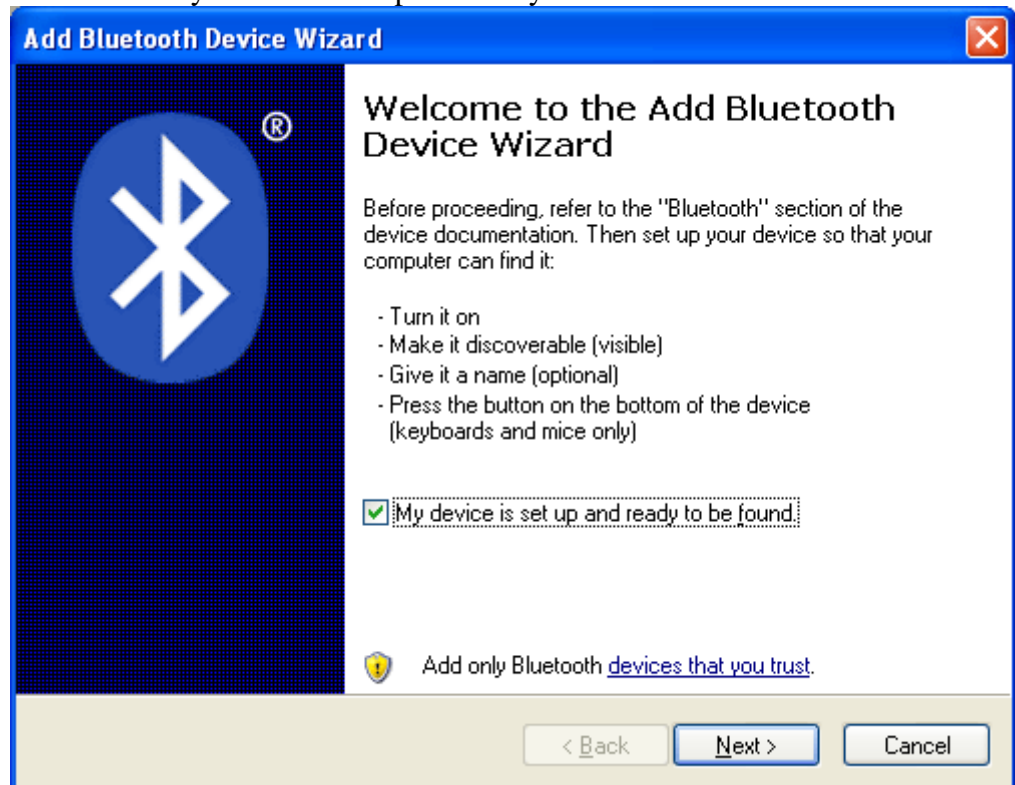 Add Bluetooth Device Wizard
®
Welcome to the Add Bluetooth
Device Wizard
Before proceeding, refer to the "Bluetooth" section of the
device documentation. Then set up your device so that your
computer can find it:
- Turn it on
- Make it discoverable (visible)
- Give it a name (optional)
- Press the button on the bottom of the device
(keyboards and mice only)
My device is set up and ready to be found.
Add only Bluetooth devices that you trust.
< Back Next > Cancel